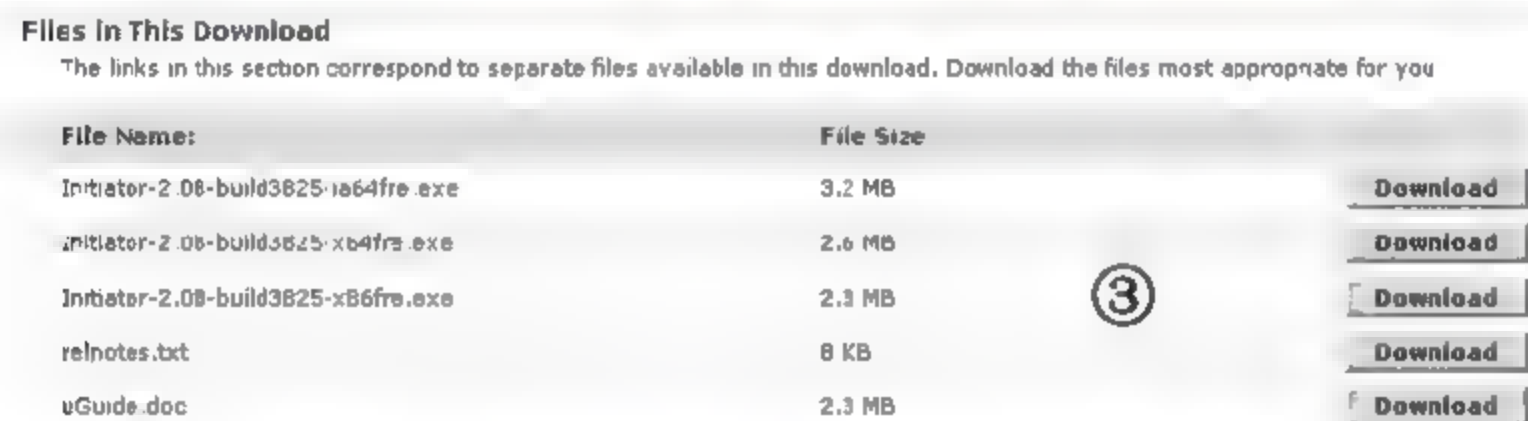 Files in This Download
The links in this section correspond to separate files available in this download. Download the files most appropriate for you
File Name: File Size
Initiator-2.08-build3825-ia64fre.exe 3.2 MB Download
Initiator-2.08-build3825-x64fre.exe 2.6 MB Download
Initiator-2.08-build3825-x86fre.exe 2.3 MB ③ Download
relnotes.txt 8 KB Download
uGuide.doc 2.3 MB Download